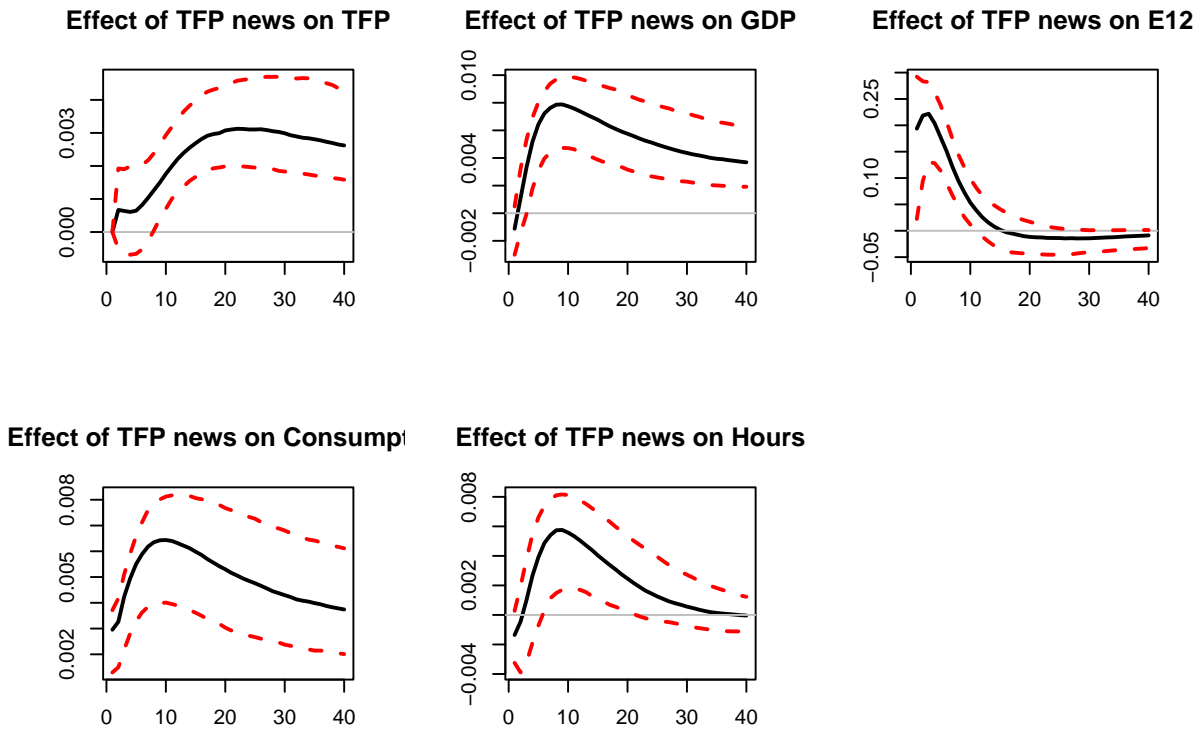 Effect of TFP news on TFP
0.003
0.000
0 10 20 30 40
Effect of TFP news on GDP
0.010
0.004
−0.002
0 10 20 30 40
Effect of TFP news on E12
0.25
0.10
−0.05
0 10 20 30 40
Effect of TFP news on Consumpt
0.008
0.005
0.002
0 10 20 30 40
Effect of TFP news on Hours
0.008
0.002
−0.004
0 10 20 30 40